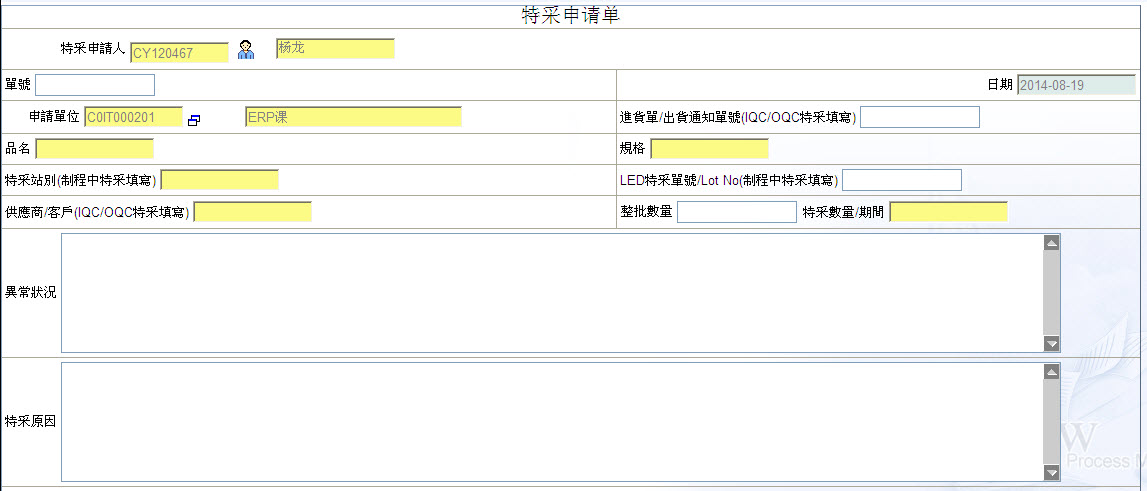 特采申请单
特采申請人 CY120467 杨龙
單號 日期 2014-08-19
申請單位 C0IT000201 ERP课 進貨單/出貨通知單號(IQC/OQC特采填寫)
品名 規格
特采站別(制程中特采填寫) LED特采單號/Lot No(制程中特采填寫)
供應商/客戶(IQC/OQC特采填寫) 整批數量 特采數量/期間
異常狀況
特采原因
W
Process M